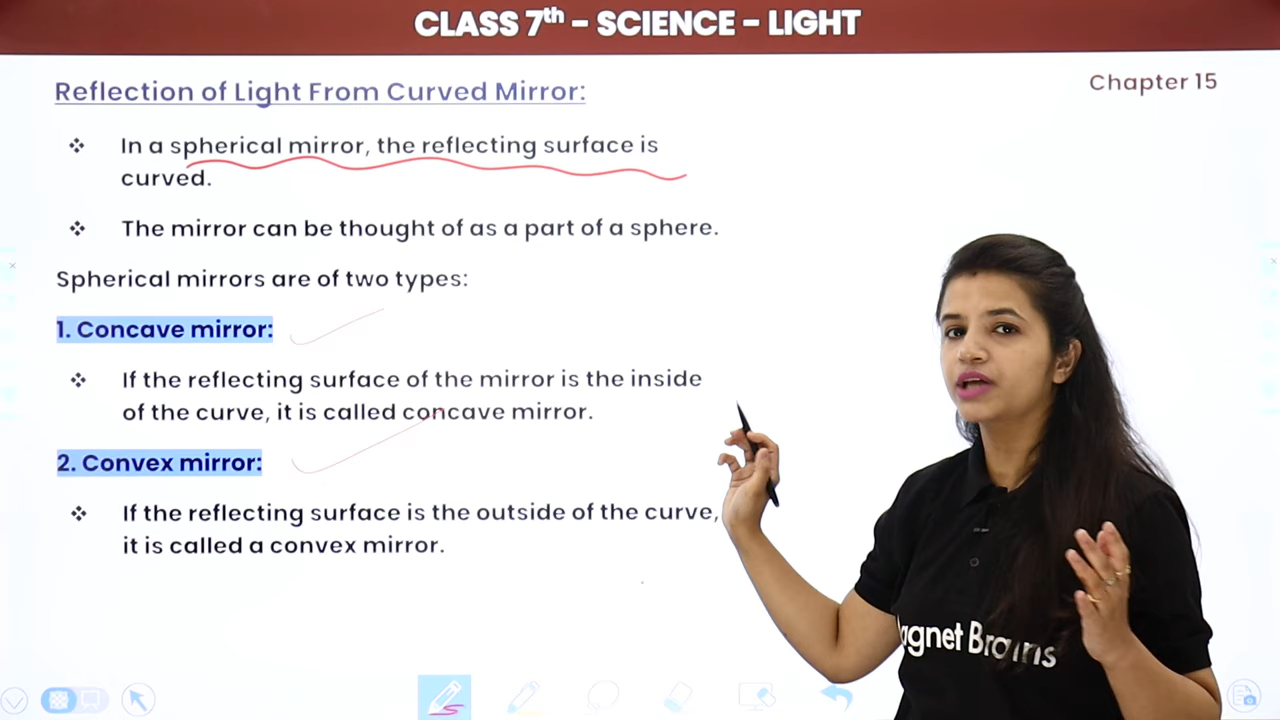 CLASS 7th – SCIENCE – LIGHT
Chapter 15
Reflection of Light From Curved Mirror:
❖ In a spherical mirror, the reflecting surface is
curved.
❖ The mirror can be thought of as a part of a sphere.
Spherical mirrors are of two types:
1. Concave mirror:
❖ If the reflecting surface of the mirror is the inside
of the curve, it is called concave mirror.
2. Convex mirror:
❖ If the reflecting surface is the outside of the curve,
it is called a convex mirror.
agnet Brains